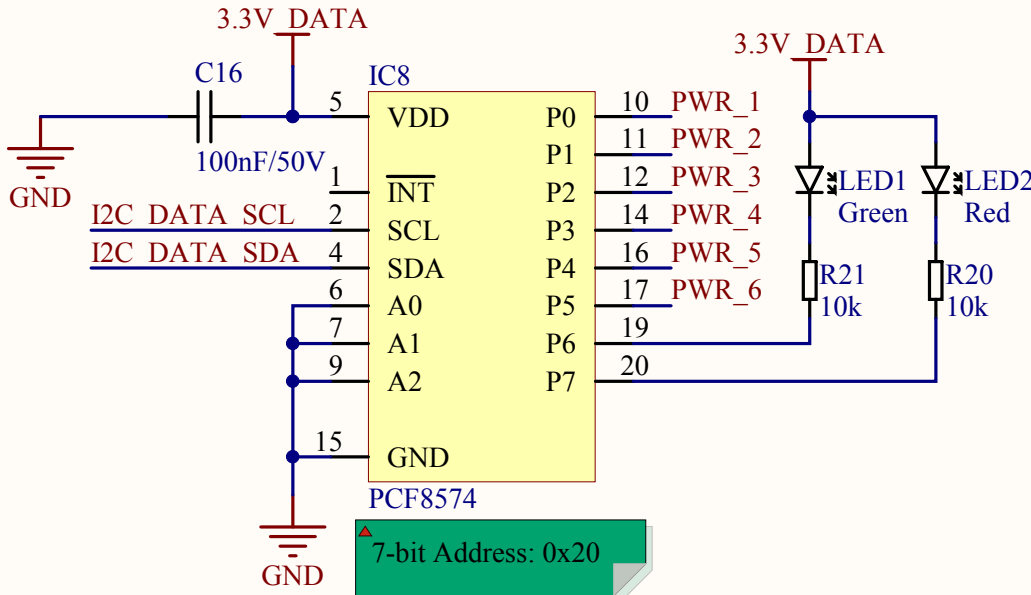 3.3V_DATA
C16
100nF/50V
GND
IC8
5 VDD
1 INT
I2C_DATA_SCL 2 SCL
I2C_DATA_SDA 4 SDA
6 A0
7 A1
9 A2
15 GND
P0 10 PWR_1
P1 11 PWR_2
P2 12 PWR_3
P3 14 PWR_4
P4 16 PWR_5
P5 17 PWR_6
P6 19
P7 20
PCF8574
GND
7-bit Address: 0x20
3.3V_DATA
LED1
Green
LED2
Red
R21
10k
R20
10k